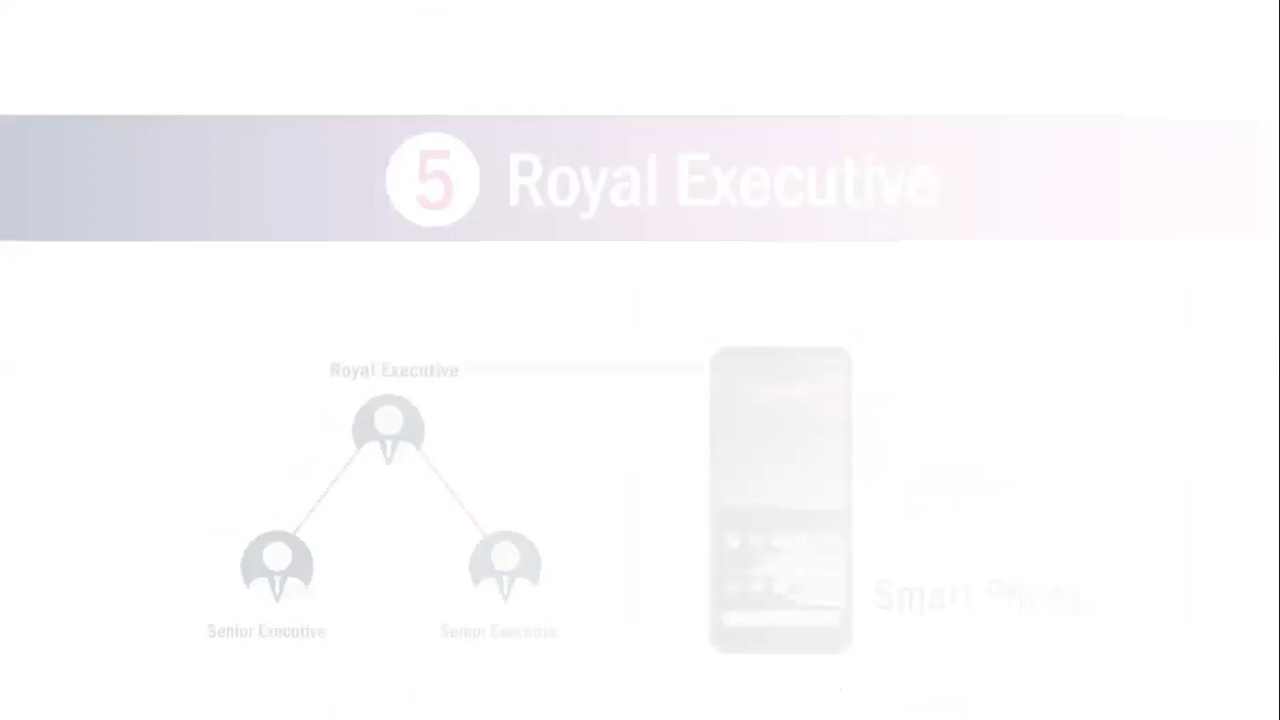 5 Royal Executive
Royal Executive
Senior Executive
Senior Executive
Smart Phone